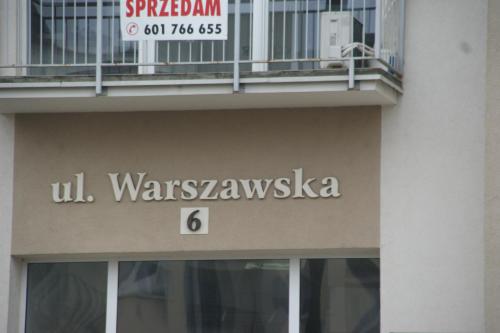 SPRZEDAM
✆ 601 766 655
ul. Warszawska
6